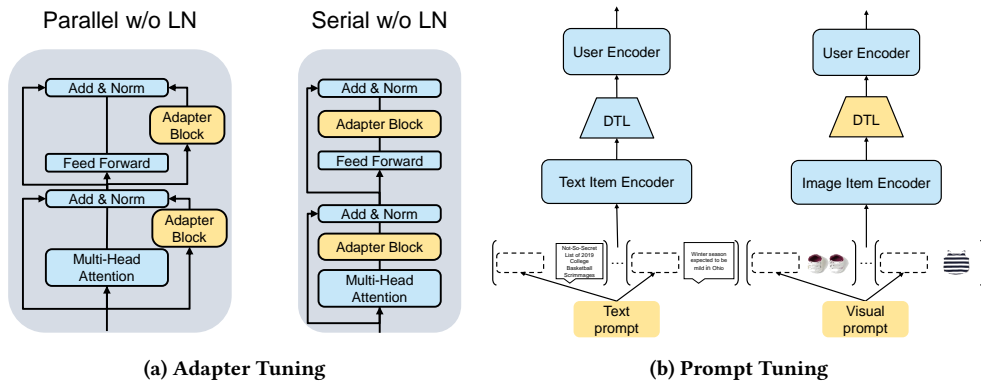 Parallel w/o LN
Add & Norm
Adapter
Block
Feed Forward
Add & Norm
Adapter
Block
Multi-Head
Attention
Serial w/o LN
Add & Norm
Adapter Block
Feed Forward
Add & Norm
Adapter Block
Multi-Head
Attention
(a) Adapter Tuning
User Encoder
DTL
Text Item Encoder
Not-So-Secret
List of 2019
College
Basketball
Scrimmages
...
Winter season
expected to be
mild in Ohio
Text
prompt
User Encoder
DTL
Image Item Encoder
...
Visual
prompt
(b) Prompt Tuning